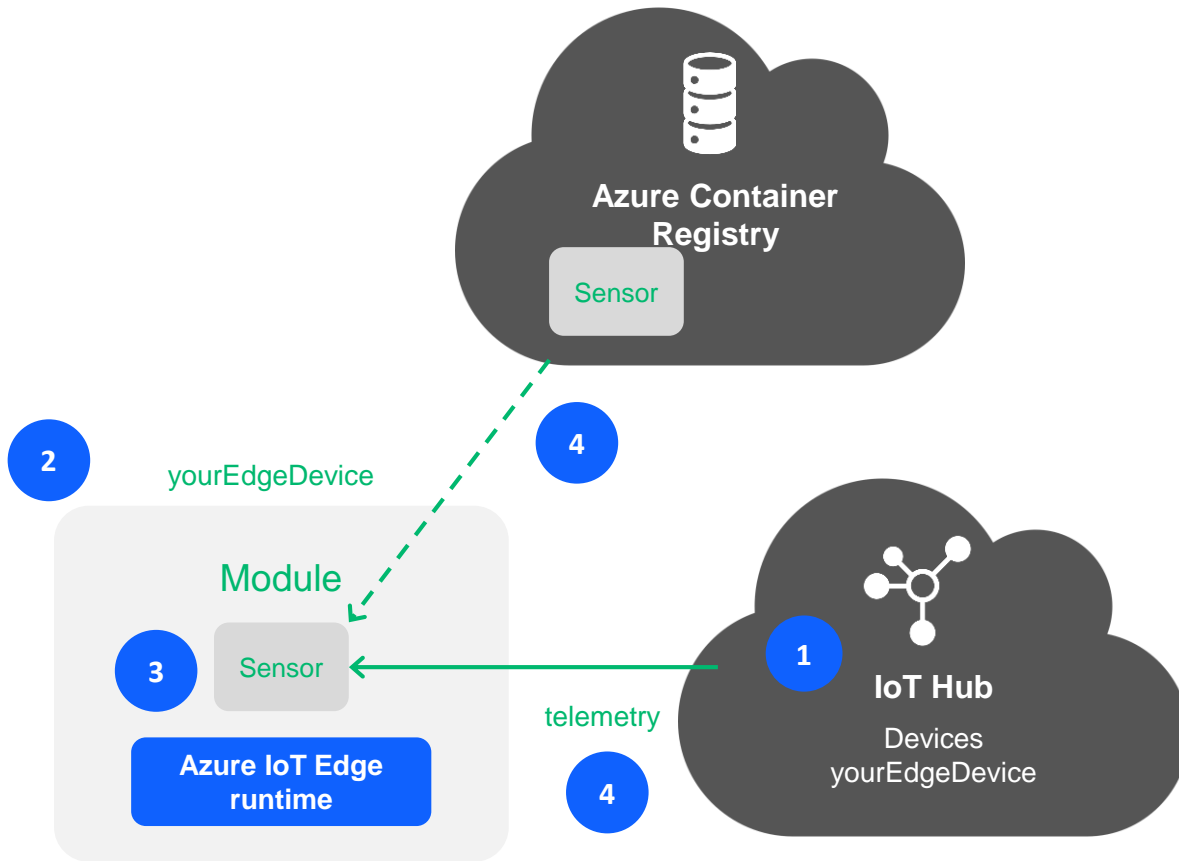 Azure Container
Registry
Sensor
4
2
yourEdgeDevice
Module
3
Sensor
1
IoT Hub
telemetry
Devices
yourEdgeDevice
Azure IoT Edge
runtime
4